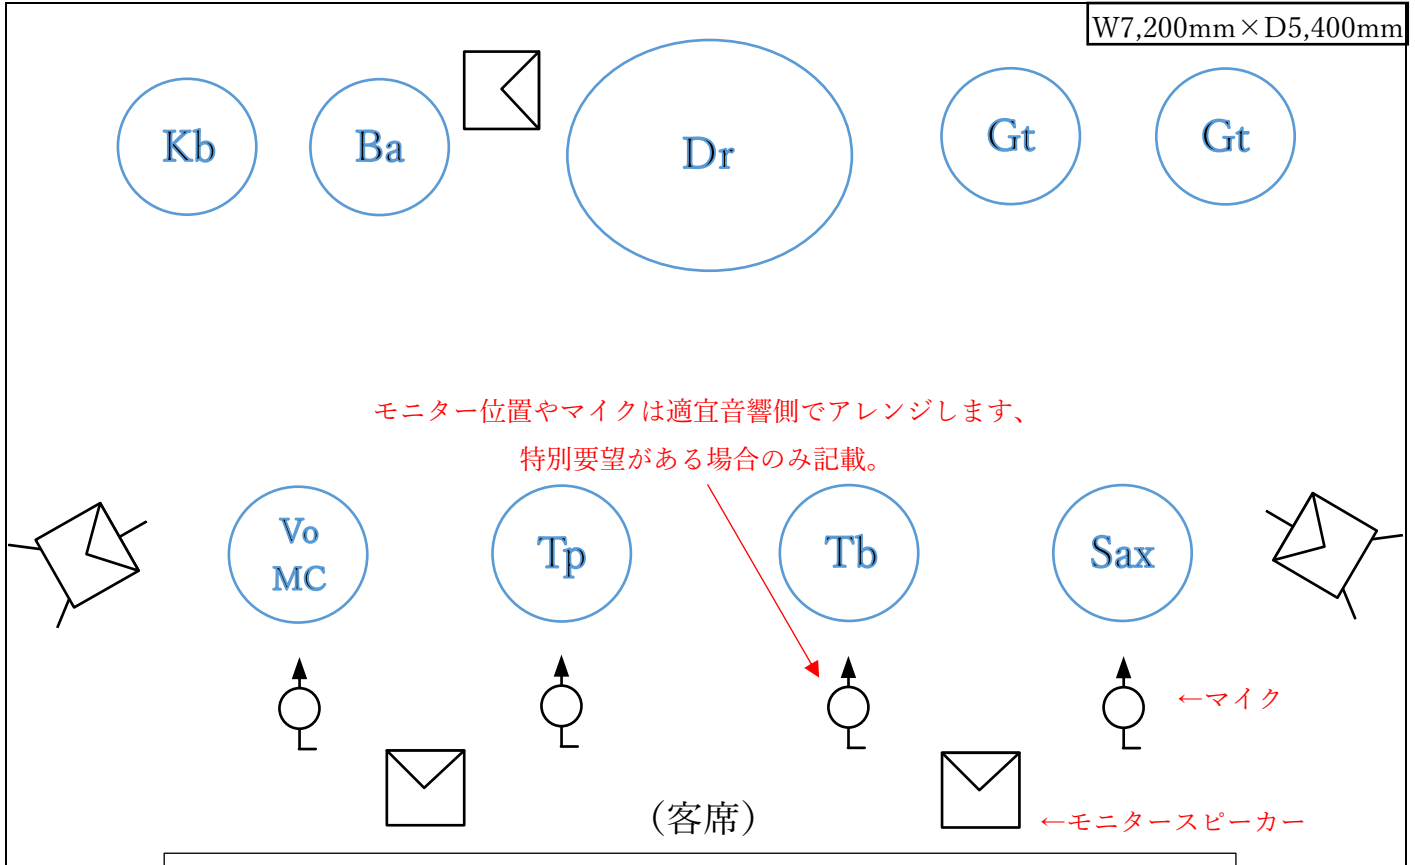 W7,200mm×D5,400mm
Kb
Ba
Dr
Gt
Gt
モニター位置やマイクは適宜音響側でアレンジします、
特別要望がある場合のみ記載。
Vo
MC
Tp
Tb
Sax
←マイク
（客席）
←モニタースピーカー